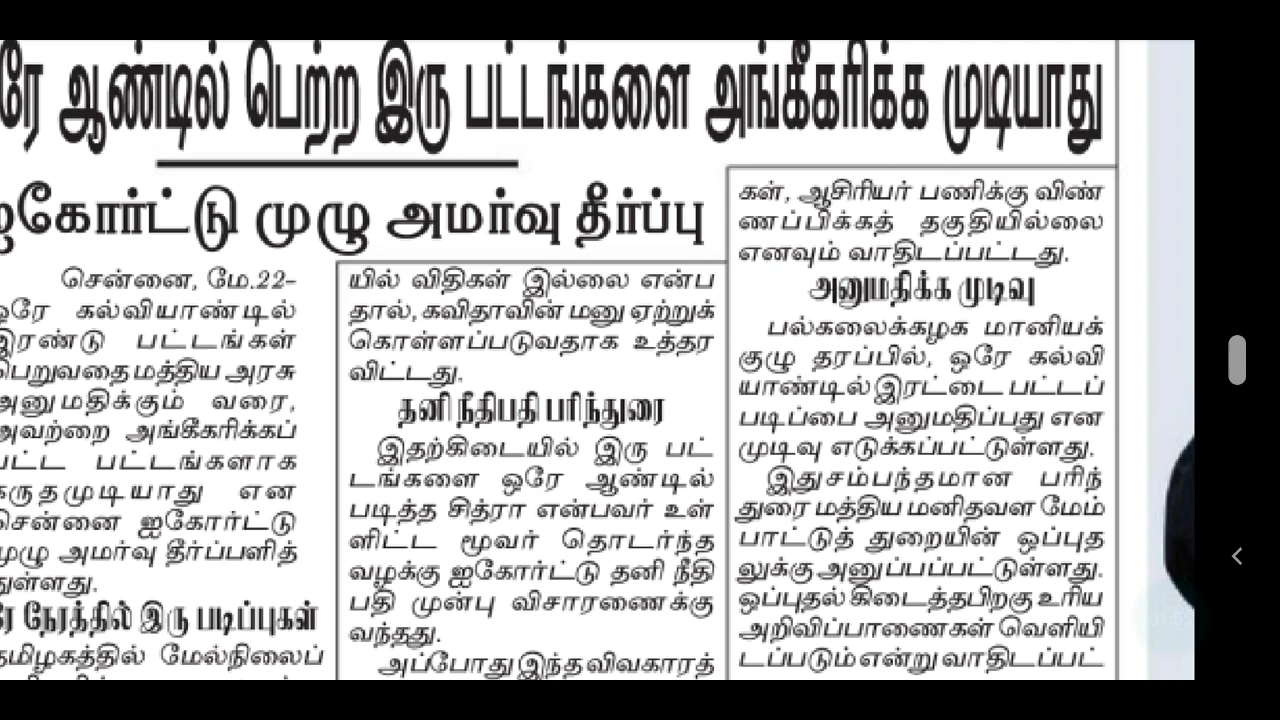 ரே ஆண்டில் பெற்ற இரு பட்டங்களை அங்கீகரிக்க முடியாது
ஐகோர்ட்டு முழு அமர்வு தீர்ப்பு
சென்னை, மே.22–
ஒரே கல்வியாண்டில்
இரண்டு பட்டங்கள்
பெறுவதை மத்திய அரசு
அனுமதிக்கும் வரை,
அவற்றை அங்கீகரிக்கப்
பட்ட பட்டங்களாக
கருதமுடியாது என
சென்னை ஐகோர்ட்டு
முழு அமர்வு தீர்ப்பளித்
துள்ளது.
ரே நேரத்தில் இரு படிப்புகள்
தமிழகத்தில் மேல்நிலைப்
யில் விதிகள் இல்லை என்ப
தால், கவிதாவின் மனு ஏற்றுக்
கொள்ளப்படுவதாக உத்தர
விட்டது.
தனி நீதிபதி பரிந்துரை
இதற்கிடையில் இரு பட்
டங்களை ஒரே ஆண்டில்
படித்த சித்ரா என்பவர் உள்
ளிட்ட மூவர் தொடர்ந்த
வழக்கு ஐகோர்ட்டு தனி நீதி
பதி முன்பு விசாரணைக்கு
வந்தது.
அப்போது இந்த விவகாரத்
கள், ஆசிரியர் பணிக்கு விண்
ணப்பிக்கத் தகுதியில்லை
எனவும் வாதிடப்பட்டது.
அனுமதிக்க முடிவு
பல்கலைக்கழக மானியக்
குழு தரப்பில், ஒரே கல்வி
யாண்டில் இரட்டை பட்டப்
படிப்பை அனுமதிப்பது என
முடிவு எடுக்கப்பட்டுள்ளது.
இதுசம்பந்தமான பரிந்
துரை மத்திய மனிதவள மேம்
பாட்டுத் துறையின் ஒப்புத
லுக்கு அனுப்பப்பட்டுள்ளது.
ஒப்புதல் கிடைத்தபிறகு உரிய
அறிவிப்பாணைகள் வெளியி
டப்படும் என்று வாதிடப்பட்